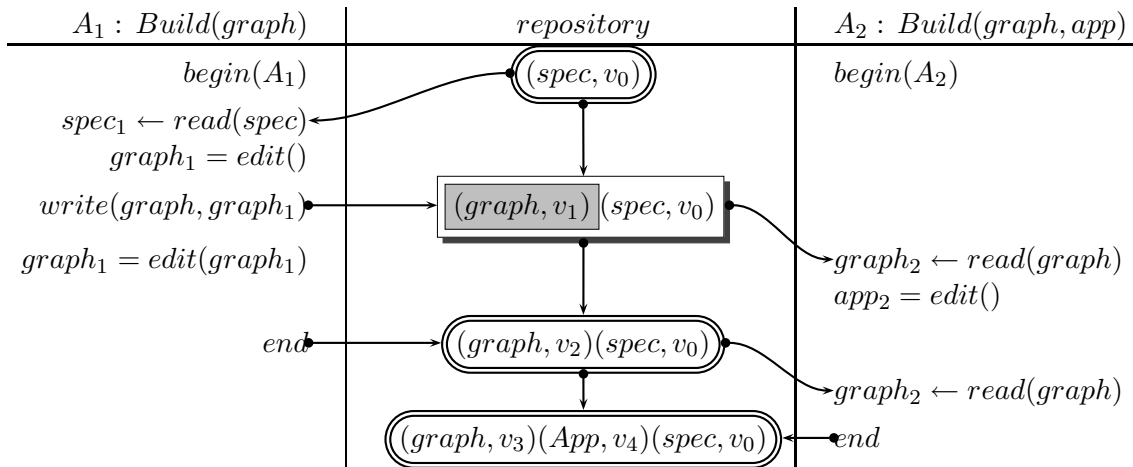 A₁ : Build(graph) repository A₂ : Build(graph, app)
begin(A₁) (spec, v₀) begin(A₂)
spec₁ ← read(spec)
graph₁ = edit()
write(graph, graph₁) (graph, v₁) (spec, v₀)
graph₁ = edit(graph₁) graph₂ ← read(graph)
app₂ = edit()
end (graph, v₂)(spec, v₀)
graph₂ ← read(graph)
(graph, v₃)(App, v₄)(spec, v₀) end